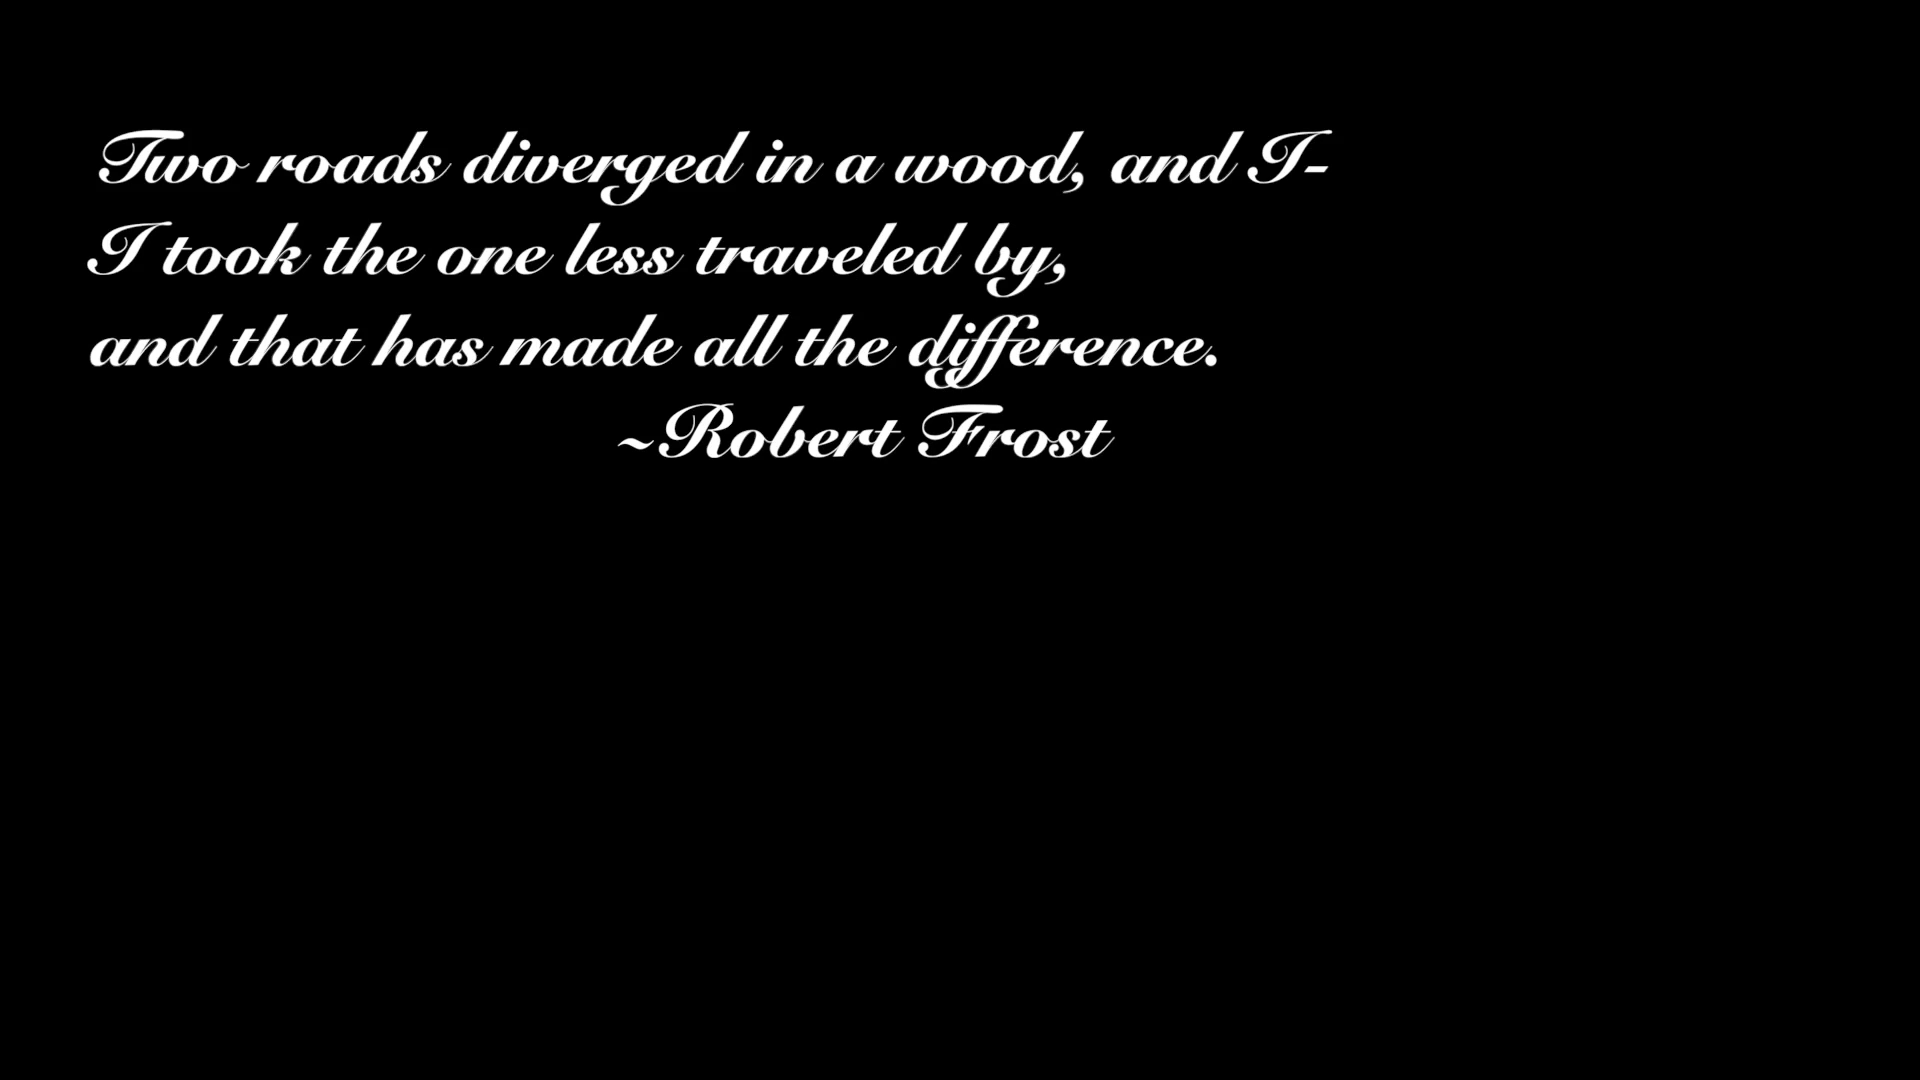 Two roads diverged in a wood, and I-
I took the one less traveled by,
and that has made all the difference.
~Robert Frost